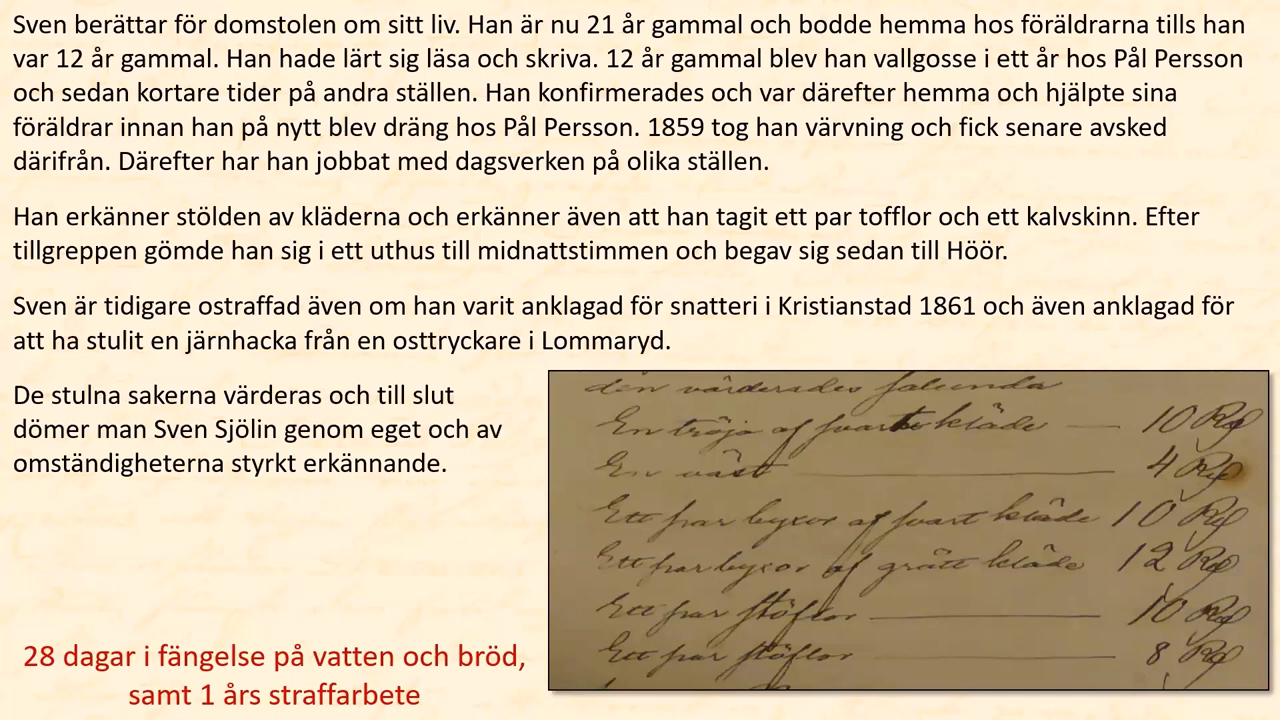 Sven berättar för domstolen om sitt liv. Han är nu 21 år gammal och bodde hemma hos föräldrarna tills han
var 12 år gammal. Han hade lärt sig läsa och skriva. 12 år gammal blev han vallgosse i ett år hos Pål Persson
och sedan kortare tider på andra ställen. Han konfirmerades och var därefter hemma och hjälpte sina
föräldrar innan han på nytt blev dräng hos Pål Persson. 1859 tog han värvning och fick senare avsked
därifrån. Därefter har han jobbat med dagsverken på olika ställen.
Han erkänner stölden av kläderna och erkänner även att han tagit ett par tofflor och ett kalvskinn. Efter
tillgreppen gömde han sig i ett uthus till midnattstimmen och begav sig sedan till Höör.
Sven är tidigare ostraffad även om han varit anklagad för snatteri i Kristianstad 1861 och även anklagad för
att ha stulit en järnhacka från en osttryckare i Lommaryd.
De stulna sakerna värderas och till slut
dömer man Sven Sjölin genom eget och av
omständigheterna styrkt erkännande.
28 dagar i fängelse på vatten och bröd,
samt 1 års straffarbete
värderades salunda
En tröja af svart kläde — 10 Rd
En väst — 4 Rd
Ett par byxor af svart kläde 10 Rd
Ett par byxor af grått kläde 12 Rd
Ett par stöflor — 10 Rd
Ett par stöflor — 8 Rd